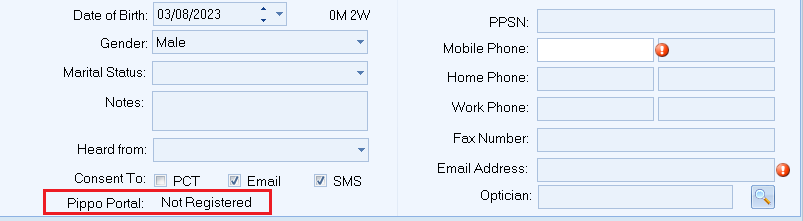 Date of Birth: 03/08/2023 0M 2W
Gender: Male
Marital Status:
Notes:
Heard from:
Consent To: PCT Email SMS
Pippo Portal: Not Registered
PPSN:
Mobile Phone:
Home Phone:
Work Phone:
Fax Number:
Email Address:
Optician: